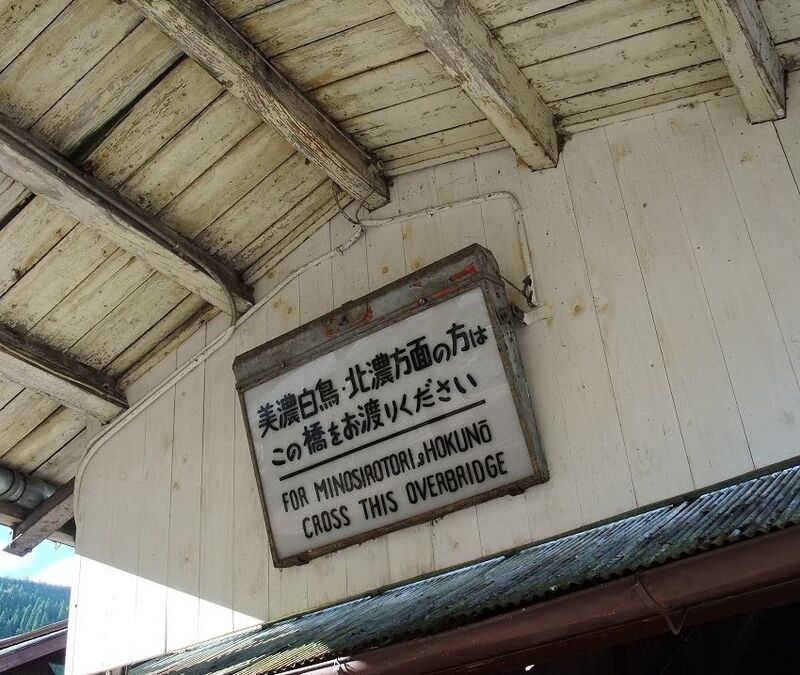 美濃白鳥・北濃方面の方は
この橋をお渡りください
FOR MINOSIROTORI,HOKUNŌ
CROSS THIS OVERBRIDGE